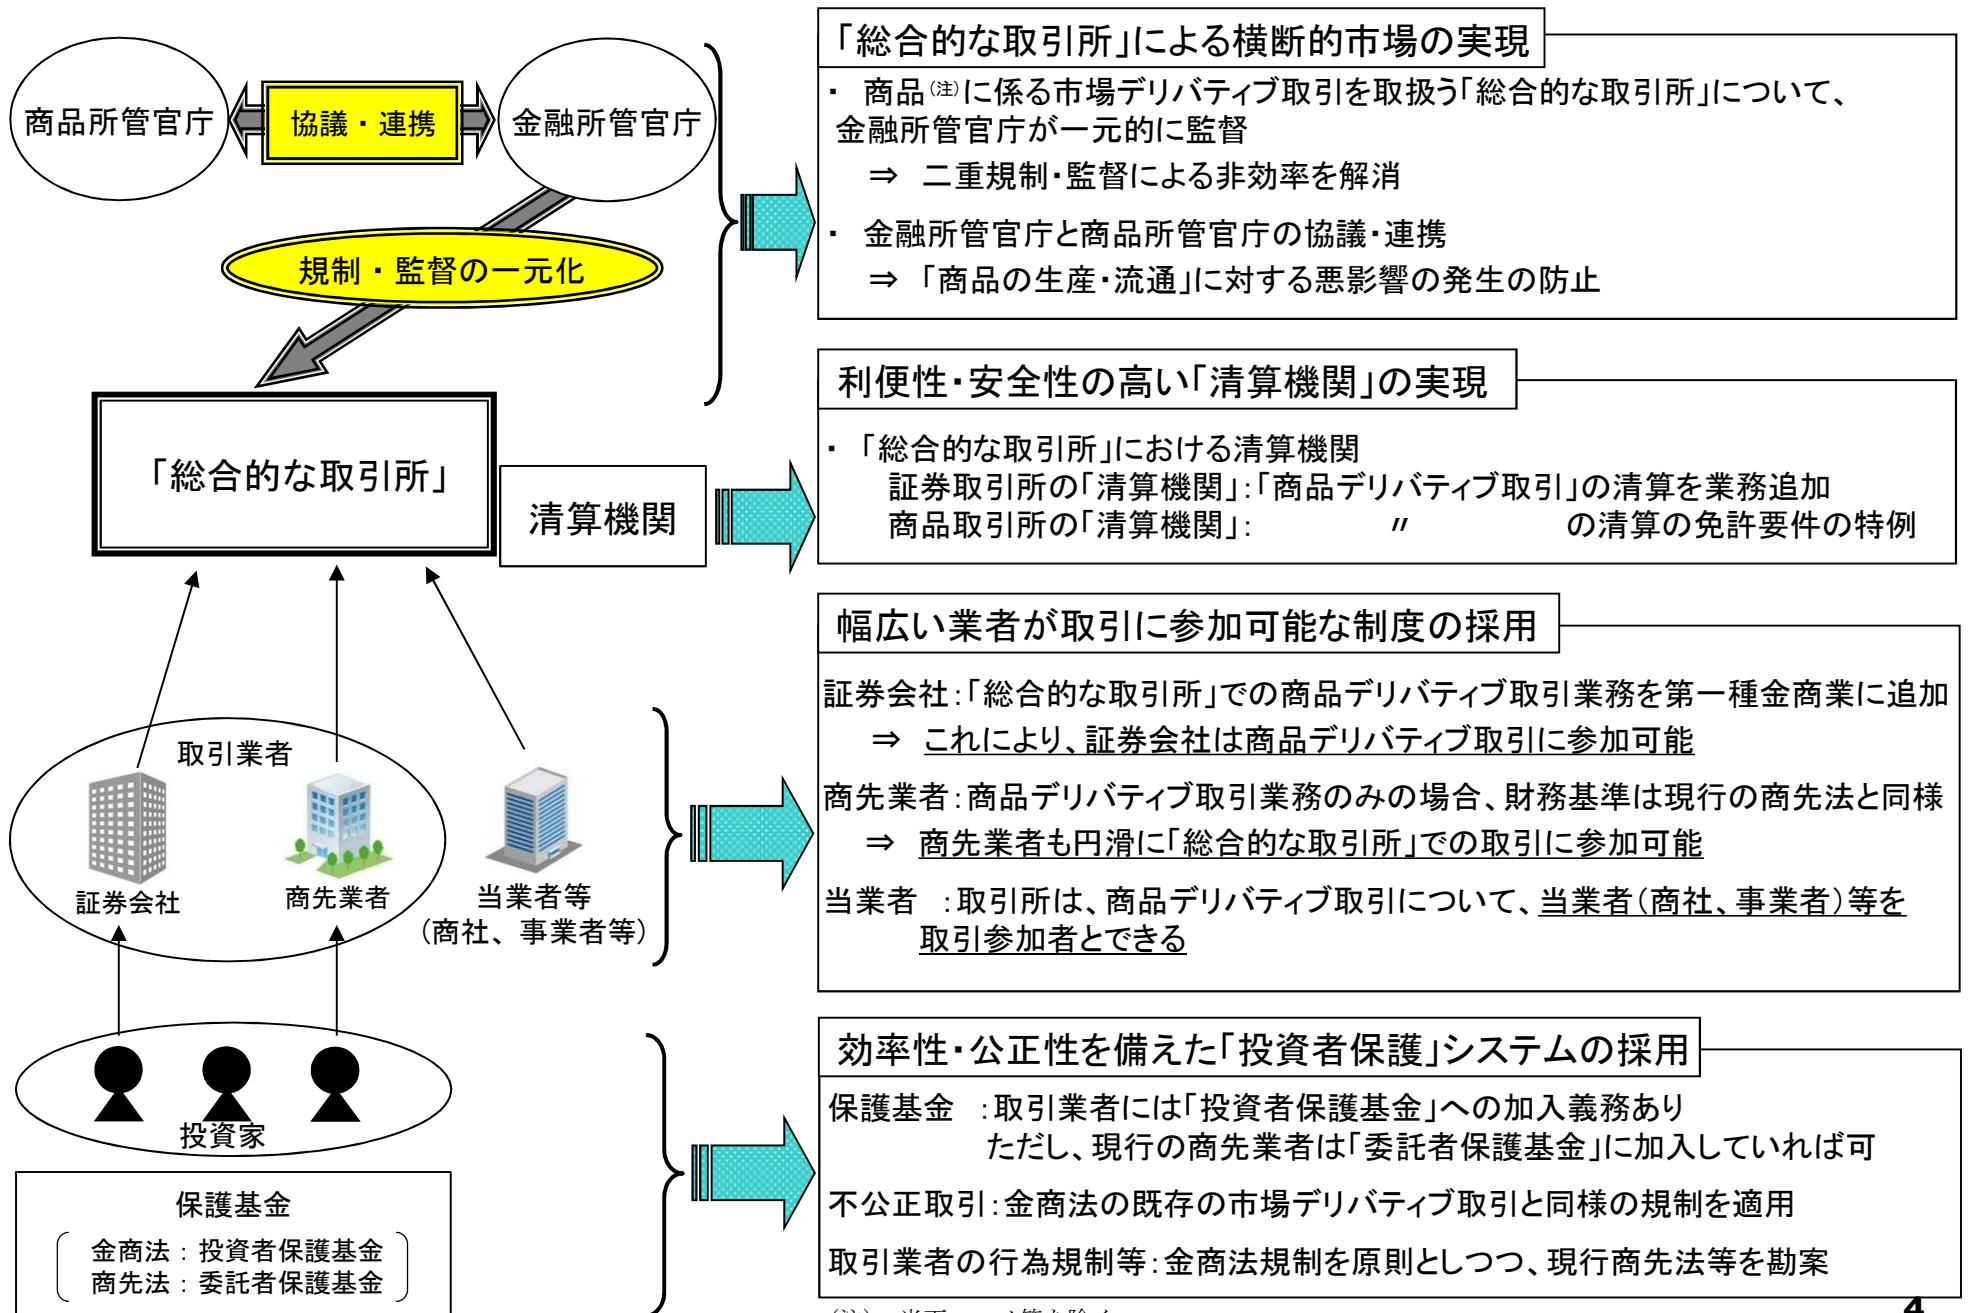 商品所管官庁
協議・連携
金融所管官庁
規制・監督の一元化
「総合的な取引所」
清算機関
取引業者
証券会社
商先業者
当業者等
（商社、事業者等）
投資家
保護基金
金商法：投資者保護基金
商先法：委託者保護基金
「総合的な取引所」による横断的市場の実現
・ 商品(注)に係る市場デリバティブ取引を取扱う「総合的な取引所」について、
金融所管官庁が一元的に監督
⇒ 二重規制・監督による非効率を解消
・ 金融所管官庁と商品所管官庁の協議・連携
⇒ 「商品の生産・流通」に対する悪影響の発生の防止
利便性・安全性の高い「清算機関」の実現
・ 「総合的な取引所」における清算機関
証券取引所の「清算機関」：「商品デリバティブ取引」の清算を業務追加
商品取引所の「清算機関」： 〃 の清算の免許要件の特例
幅広い業者が取引に参加可能な制度の採用
証券会社：「総合的な取引所」での商品デリバティブ取引業務を第一種金商業に追加
⇒ これにより、証券会社は商品デリバティブ取引に参加可能
商先業者：商品デリバティブ取引業務のみの場合、財務基準は現行の商先法と同様
⇒ 商先業者も円滑に「総合的な取引所」での取引に参加可能
当業者 ：取引所は、商品デリバティブ取引について、当業者（商社、事業者）等を
取引参加者とできる
効率性・公正性を備えた「投資者保護」システムの採用
保護基金 ：取引業者には「投資者保護基金」への加入義務あり
ただし、現行の商先業者は「委託者保護基金」に加入していれば可
不公正取引：金商法の既存の市場デリバティブ取引と同様の規制を適用
取引業者の行為規制等：金商法規制を原則としつつ、現行商先法等を勘案
4